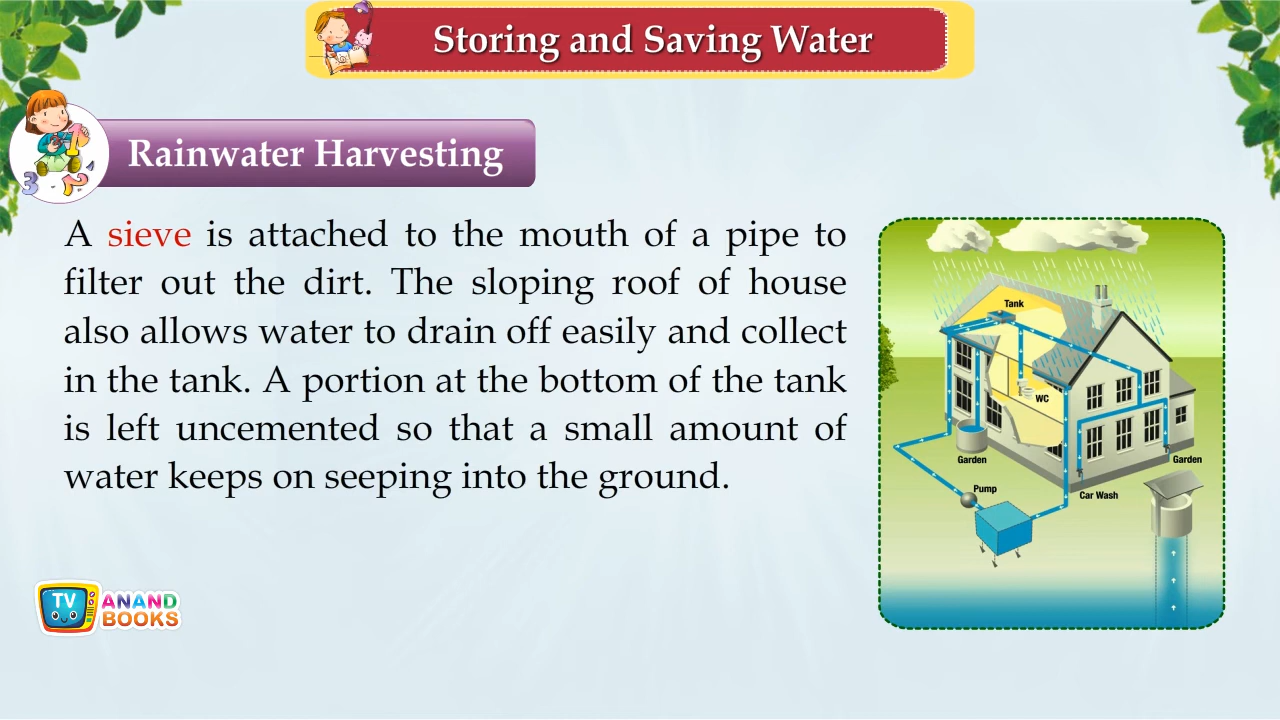 Storing and Saving Water
Rainwater Harvesting
A sieve is attached to the mouth of a pipe to
filter out the dirt. The sloping roof of house
also allows water to drain off easily and collect
in the tank. A portion at the bottom of the tank
is left uncemented so that a small amount of
water keeps on seeping into the ground.
Tank
WC
Garden
Garden
Pump
Car Wash
TV
ANAND
BOOKS
1
3
2